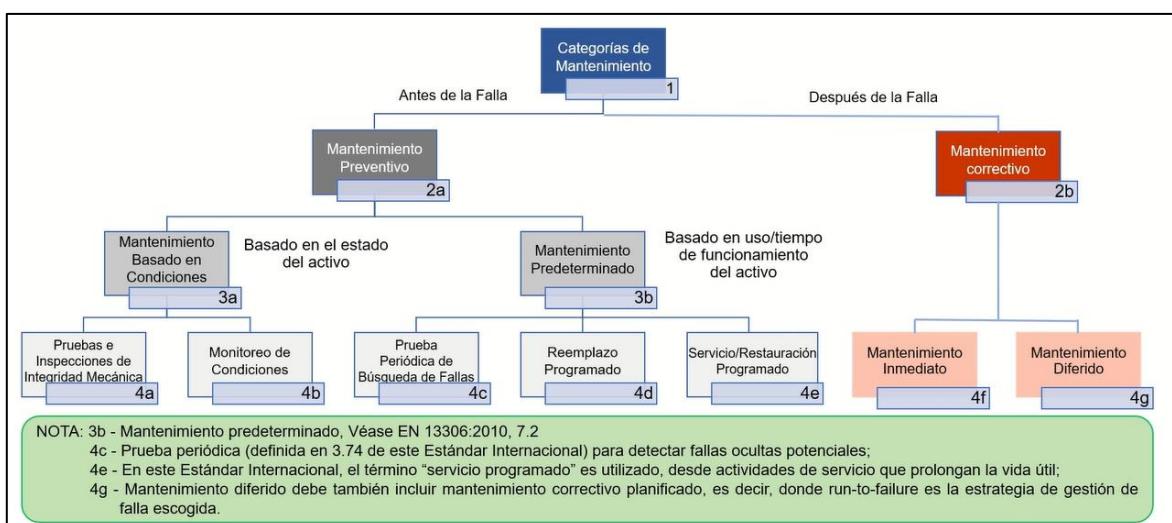 Categorías de
Mantenimiento
1
Antes de la Falla
Después de la Falla
Mantenimiento
Preventivo
2a
Mantenimiento
correctivo
2b
Mantenimiento
Basado en
Condiciones
3a
Basado en el estado
del activo
Mantenimiento
Predeterminado
3b
Basado en uso/tiempo
de funcionamiento
del activo
Pruebas e
Inspecciones de
Integridad Mecánica
4a
Monitoreo de
Condiciones
4b
Prueba
Periódica de
Búsqueda de Fallas
4c
Reemplazo
Programado
4d
Servicio/Restauración
Programado
4e
Mantenimiento
Inmediato
4f
Mantenimiento
Diferido
4g
NOTA: 3b - Mantenimiento predeterminado, Véase EN 13306:2010, 7.2
4c - Prueba periódica (definida en 3.74 de este Estándar Internacional) para detectar fallas ocultas potenciales;
4e - En este Estándar Internacional, el término “servicio programado” es utilizado, desde actividades de servicio que prolongan la vida útil;
4g - Mantenimiento diferido debe también incluir mantenimiento correctivo planificado, es decir, donde run-to-failure es la estrategia de gestión de
falla escogida.